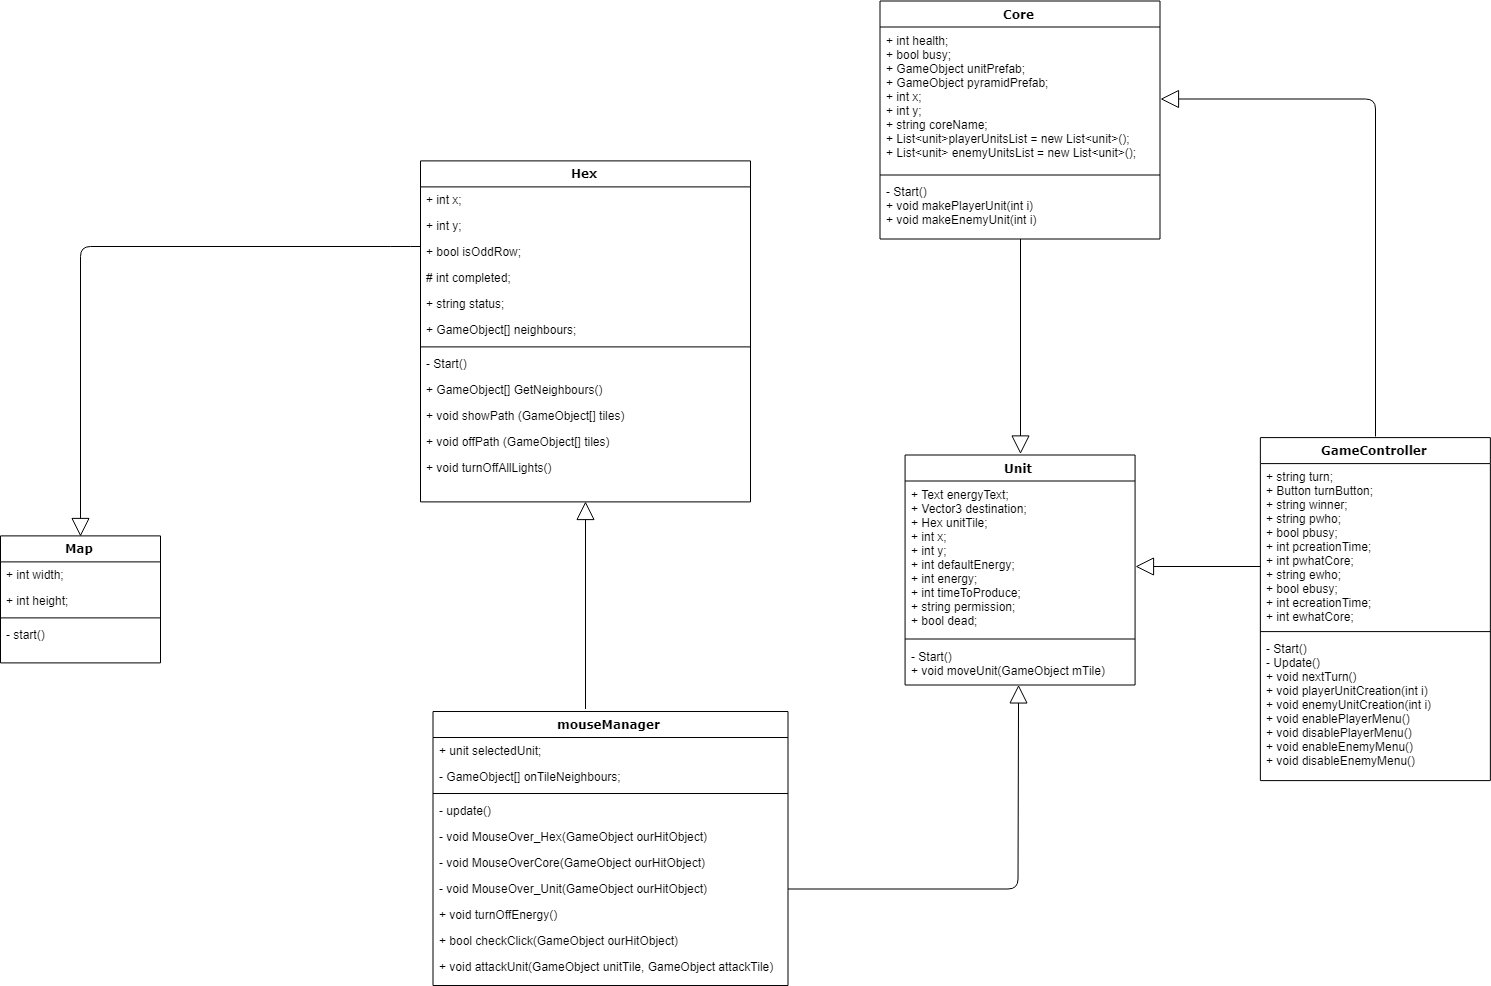 Core
+ int health;
+ bool busy;
+ GameObject unitPrefab;
+ GameObject pyramidPrefab;
+ int x;
+ int y;
+ string coreName;
+ List<unit>playerUnitsList = new List<unit>();
+ List<unit> enemyUnitsList = new List<unit>();
- Start()
+ void makePlayerUnit(int i)
+ void makeEnemyUnit(int i)
Hex
+ int x;
+ int y;
+ bool isOddRow;
# int completed;
+ string status;
+ GameObject[] neighbours;
- Start()
+ GameObject[] GetNeighbours()
+ void showPath (GameObject[] tiles)
+ void offPath (GameObject[] tiles)
+ void turnOffAllLights()
Map
+ int width;
+ int height;
- start()
Unit
+ Text energyText;
+ Vector3 destination;
+ Hex unitTile;
+ int x;
+ int y;
+ int defaultEnergy;
+ int energy;
+ int timeToProduce;
+ string permission;
+ bool dead;
- Start()
+ void moveUnit(GameObject mTile)
GameController
+ string turn;
+ Button turnButton;
+ string winner;
+ string pwho;
+ bool pbusy;
+ int pcreationTime;
+ int pwhatCore;
+ string ewho;
+ bool ebusy;
+ int ecreationTime;
+ int ewhatCore;
- Start()
- Update()
+ void nextTurn()
+ void playerUnitCreation(int i)
+ void enemyUnitCreation(int i)
+ void enablePlayerMenu()
+ void disablePlayerMenu()
+ void enableEnemyMenu()
+ void disableEnemyMenu()
mouseManager
+ unit selectedUnit;
- GameObject[] onTileNeighbours;
- update()
- void MouseOver_Hex(GameObject ourHitObject)
- void MouseOverCore(GameObject ourHitObject)
- void MouseOver_Unit(GameObject ourHitObject)
+ void turnOffEnergy()
+ bool checkClick(GameObject ourHitObject)
+ void attackUnit(GameObject unitTile, GameObject attackTile)